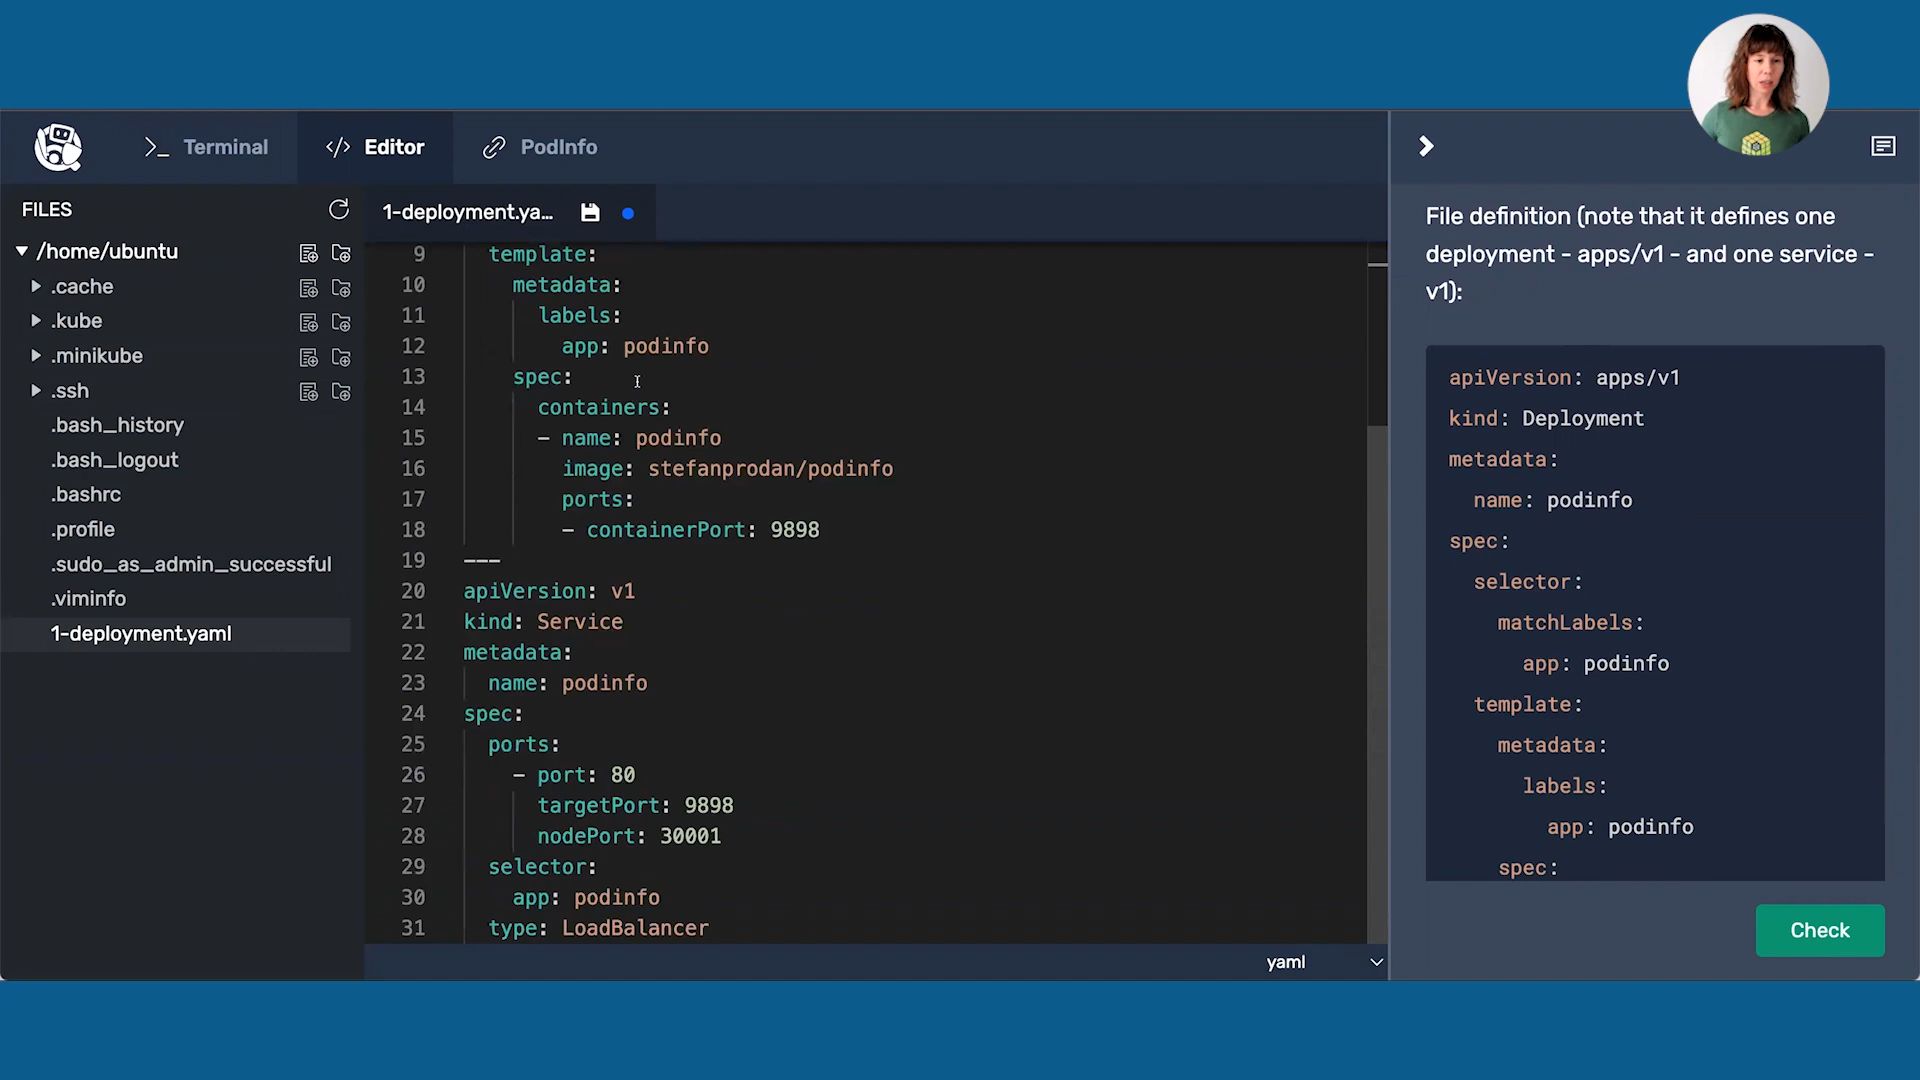 Terminal
Editor
PodInfo
FILES
/home/ubuntu
.cache
.kube
.minikube
.ssh
.bash_history
.bash_logout
.bashrc
.profile
.sudo_as_admin_successful
.viminfo
1-deployment.yaml
1-deployment.ya...
9 template:
10 metadata:
11 labels:
12 app: podinfo
13 spec:
14 containers:
15 - name: podinfo
16 image: stefanprodan/podinfo
17 ports:
18 - containerPort: 9898
19 ---
20 apiVersion: v1
21 kind: Service
22 metadata:
23 name: podinfo
24 spec:
25 ports:
26 - port: 80
27 targetPort: 9898
28 nodePort: 30001
29 selector:
30 app: podinfo
31 type: LoadBalancer
yaml
File definition (note that it defines one
deployment - apps/v1 - and one service -
v1):
apiVersion: apps/v1
kind: Deployment
metadata:
name: podinfo
spec:
selector:
matchLabels:
app: podinfo
template:
metadata:
labels:
app: podinfo
spec:
Check